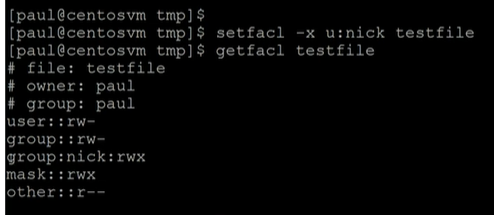 [paul@centosvm tmp]$
[paul@centosvm tmp]$ setfacl -x u:nick testfile
[paul@centosvm tmp]$ getfacl testfile
# file: testfile
# owner: paul
# group: paul
user::rw-
group::rw-
group:nick:rwx
mask::rwx
other::r--